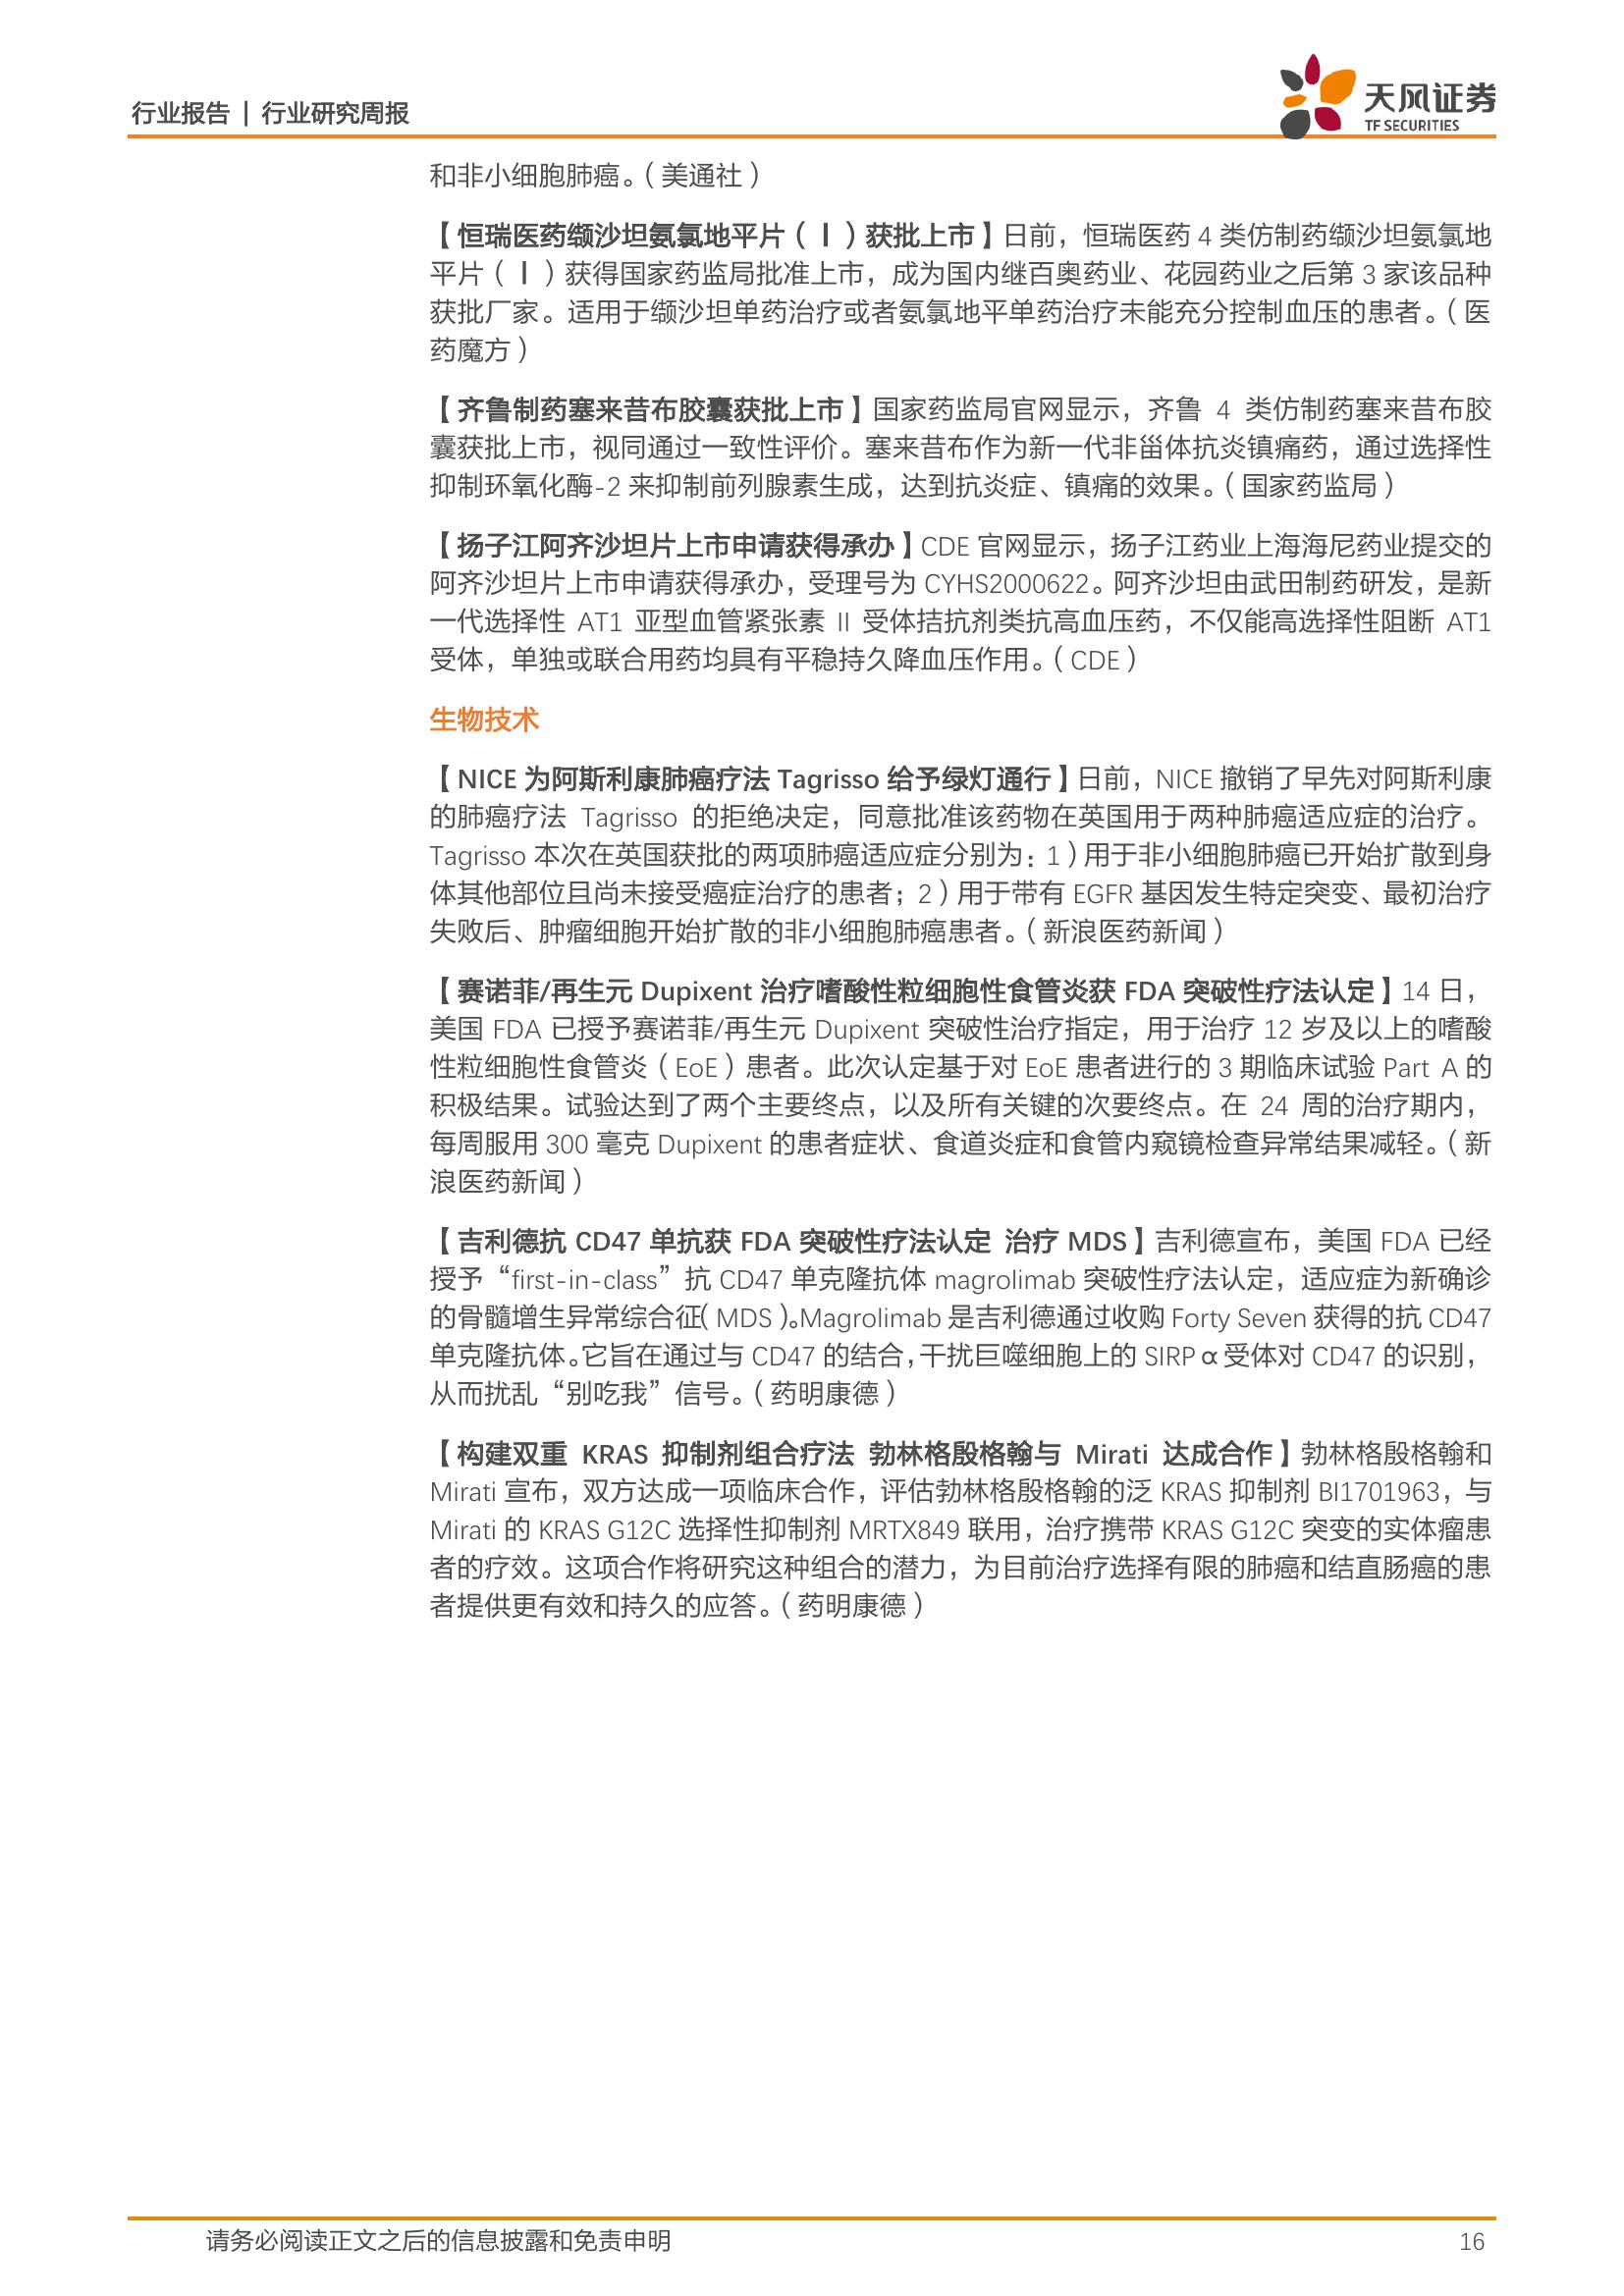 行业报告 | 行业研究周报
天风证券
TF SECURITIES
和非小细胞肺癌。（美通社）
【恒瑞医药缬沙坦氨氯地平片（Ⅰ）获批上市】日前，恒瑞医药 4 类仿制药缬沙坦氨氯地
平片（Ⅰ）获得国家药监局批准上市，成为国内继百奥药业、花园药业之后第 3 家该品种
获批厂家。适用于缬沙坦单药治疗或者氨氯地平单药治疗未能充分控制血压的患者。（医
药魔方）
【齐鲁制药塞来昔布胶囊获批上市】国家药监局官网显示，齐鲁 4 类仿制药塞来昔布胶
囊获批上市，视同通过一致性评价。塞来昔布作为新一代非甾体抗炎镇痛药，通过选择性
抑制环氧化酶-2 来抑制前列腺素生成，达到抗炎症、镇痛的效果。（国家药监局）
【扬子江阿齐沙坦片上市申请获得承办】CDE 官网显示，扬子江药业上海海尼药业提交的
阿齐沙坦片上市申请获得承办，受理号为 CYHS2000622。阿齐沙坦由武田制药研发，是新
一代选择性 AT1 亚型血管紧张素 II 受体拮抗剂类抗高血压药，不仅能高选择性阻断 AT1
受体，单独或联合用药均具有平稳持久降血压作用。（CDE）
生物技术
【NICE 为阿斯利康肺癌疗法 Tagrisso 给予绿灯通行】日前，NICE 撤销了早先对阿斯利康
的肺癌疗法 Tagrisso 的拒绝决定，同意批准该药物在英国用于两种肺癌适应症的治疗。
Tagrisso 本次在英国获批的两项肺癌适应症分别为：1）用于非小细胞肺癌已开始扩散到身
体其他部位且尚未接受癌症治疗的患者；2）用于带有 EGFR 基因发生特定突变、最初治疗
失败后、肿瘤细胞开始扩散的非小细胞肺癌患者。（新浪医药新闻）
【赛诺菲/再生元 Dupixent 治疗嗜酸性粒细胞性食管炎获 FDA 突破性疗法认定】14 日，
美国 FDA 已授予赛诺菲/再生元 Dupixent 突破性治疗指定，用于治疗 12 岁及以上的嗜酸
性粒细胞性食管炎（EoE）患者。此次认定基于对 EoE 患者进行的 3 期临床试验 Part A 的
积极结果。试验达到了两个主要终点，以及所有关键的次要终点。在 24 周的治疗期内，
每周服用 300 毫克 Dupixent 的患者症状、食道炎症和食管内窥镜检查异常结果减轻。（新
浪医药新闻）
【吉利德抗 CD47 单抗获 FDA 突破性疗法认定 治疗 MDS】吉利德宣布，美国 FDA 已经
授予“first-in-class”抗 CD47 单克隆抗体 magrolimab 突破性疗法认定，适应症为新确诊
的骨髓增生异常综合征（MDS）。Magrolimab 是吉利德通过收购 Forty Seven 获得的抗 CD47
单克隆抗体。它旨在通过与 CD47 的结合，干扰巨噬细胞上的 SIRPα受体对 CD47 的识别，
从而扰乱“别吃我”信号。（药明康德）
【构建双重 KRAS 抑制剂组合疗法 勃林格殷格翰与 Mirati 达成合作】勃林格殷格翰和
Mirati 宣布，双方达成一项临床合作，评估勃林格殷格翰的泛 KRAS 抑制剂 BI1701963，与
Mirati 的 KRAS G12C 选择性抑制剂 MRTX849 联用，治疗携带 KRAS G12C 突变的实体瘤患
者的疗效。这项合作将研究这种组合的潜力，为目前治疗选择有限的肺癌和结直肠癌的患
者提供更有效和持久的应答。（药明康德）
请务必阅读正文之后的信息披露和免责申明
16